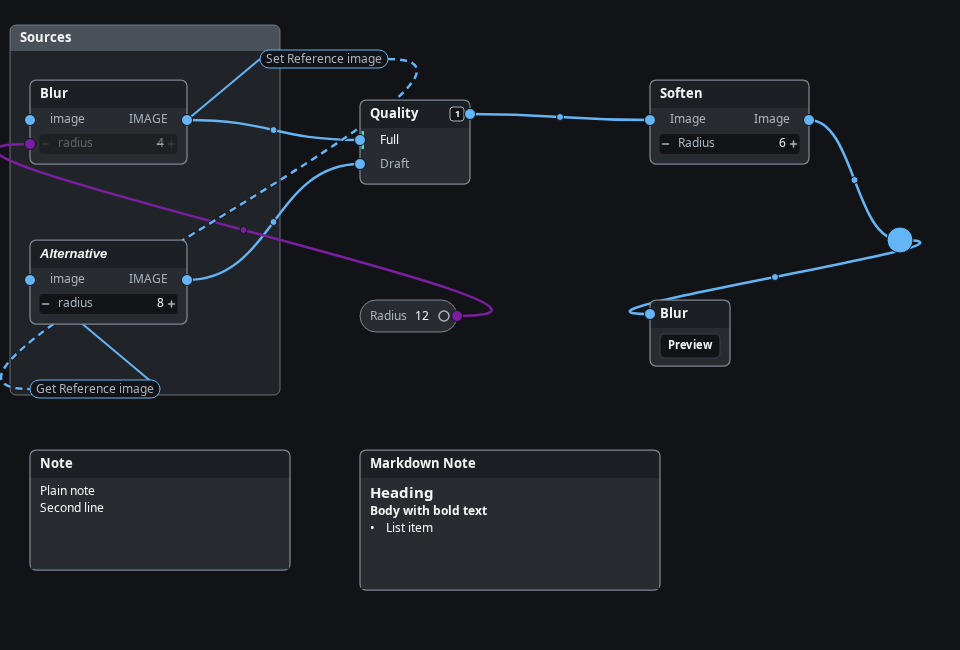 Sources
Set Reference image
Blur
image IMAGE
− radius 4 +
Quality 1
Full
Draft
Soften
Image Image
− Radius 6 +
Alternative
image IMAGE
− radius 8 +
Get Reference image
Radius 12
Blur
Preview
Note
Plain note
Second line
Markdown Note
Heading
Body with bold text
• List item